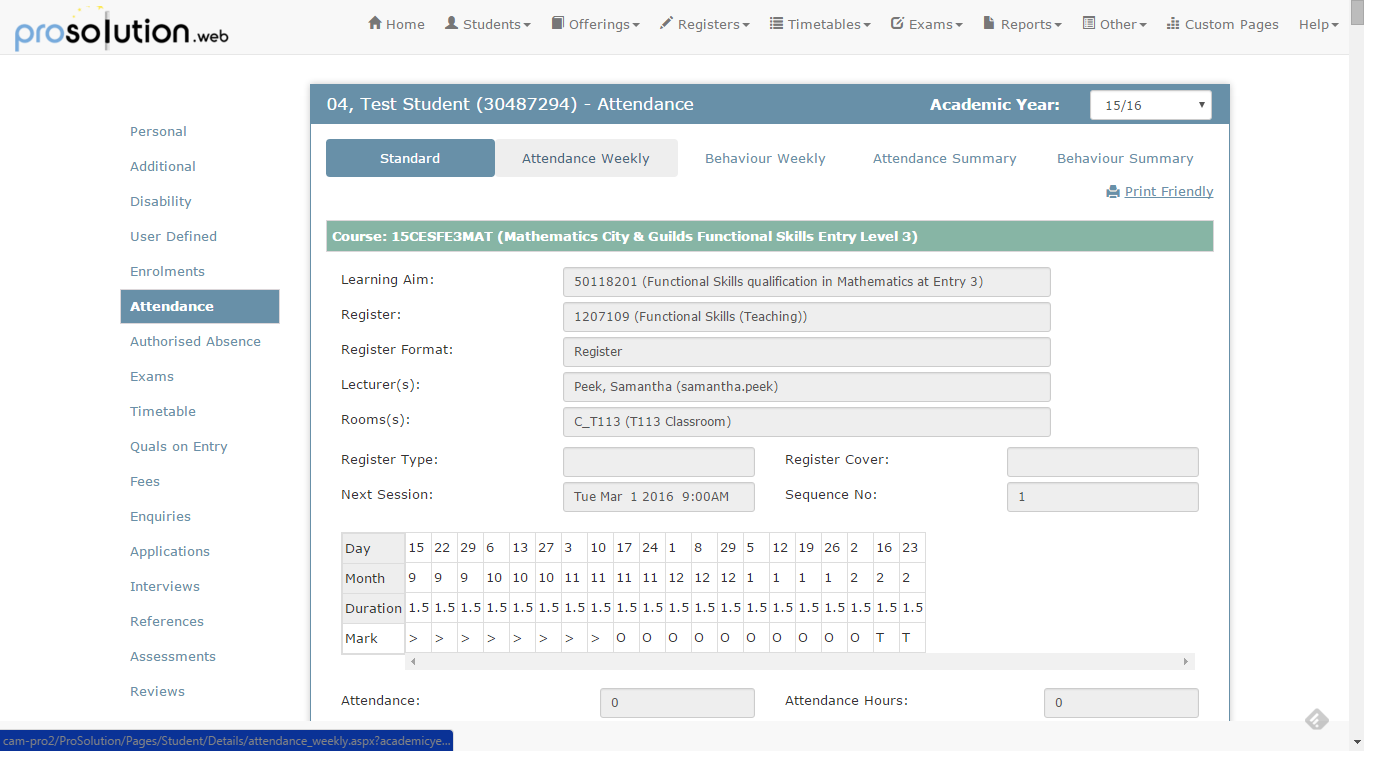 prosolution.web
Home Students Offerings Registers Timetables Exams Reports Other Custom Pages Help
04, Test Student (30487294) - Attendance Academic Year: 15/16
Personal
Additional
Disability
User Defined
Enrolments
Attendance
Authorised Absence
Exams
Timetable
Quals on Entry
Fees
Enquiries
Applications
Interviews
References
Assessments
Reviews
Standard Attendance Weekly Behaviour Weekly Attendance Summary Behaviour Summary
Print Friendly
Course: 15CESFE3MAT (Mathematics City & Guilds Functional Skills Entry Level 3)
Learning Aim: 50118201 (Functional Skills qualification in Mathematics at Entry 3)
Register: 1207109 (Functional Skills (Teaching))
Register Format: Register
Lecturer(s): Peek, Samantha (samantha.peek)
Rooms(s): C_T113 (T113 Classroom)
Register Type: Register Cover:
Next Session: Tue Mar 1 2016 9:00AM Sequence No: 1
Day 15 22 29 6 13 27 3 10 17 24 1 8 29 5 12 19 26 2 16 23
Month 9 9 9 10 10 10 11 11 11 11 12 12 12 1 1 1 1 2 2 2
Duration 1.5 1.5 1.5 1.5 1.5 1.5 1.5 1.5 1.5 1.5 1.5 1.5 1.5 1.5 1.5 1.5 1.5 1.5 1.5 1.5
Mark > > > > > > > > O O O O O O O O O O T T
Attendance: 0 Attendance Hours: 0
cam-pro2/ProSolution/Pages/Student/Details/attendance_weekly.aspx?academicye...